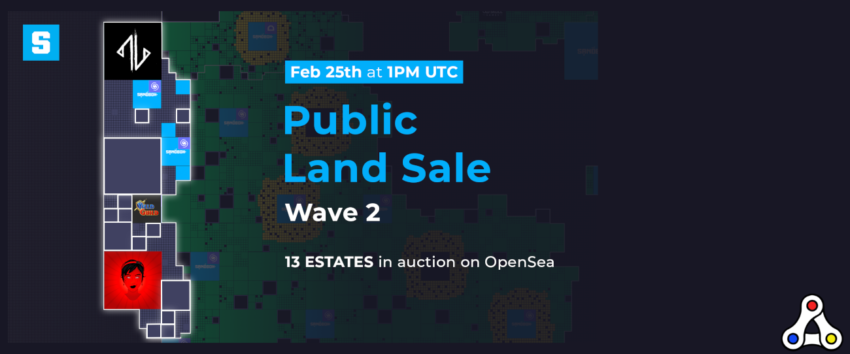 S
Feb 25th at 1PM UTC
Public
Land Sale
Wave 2
13 ESTATES in auction on OpenSea